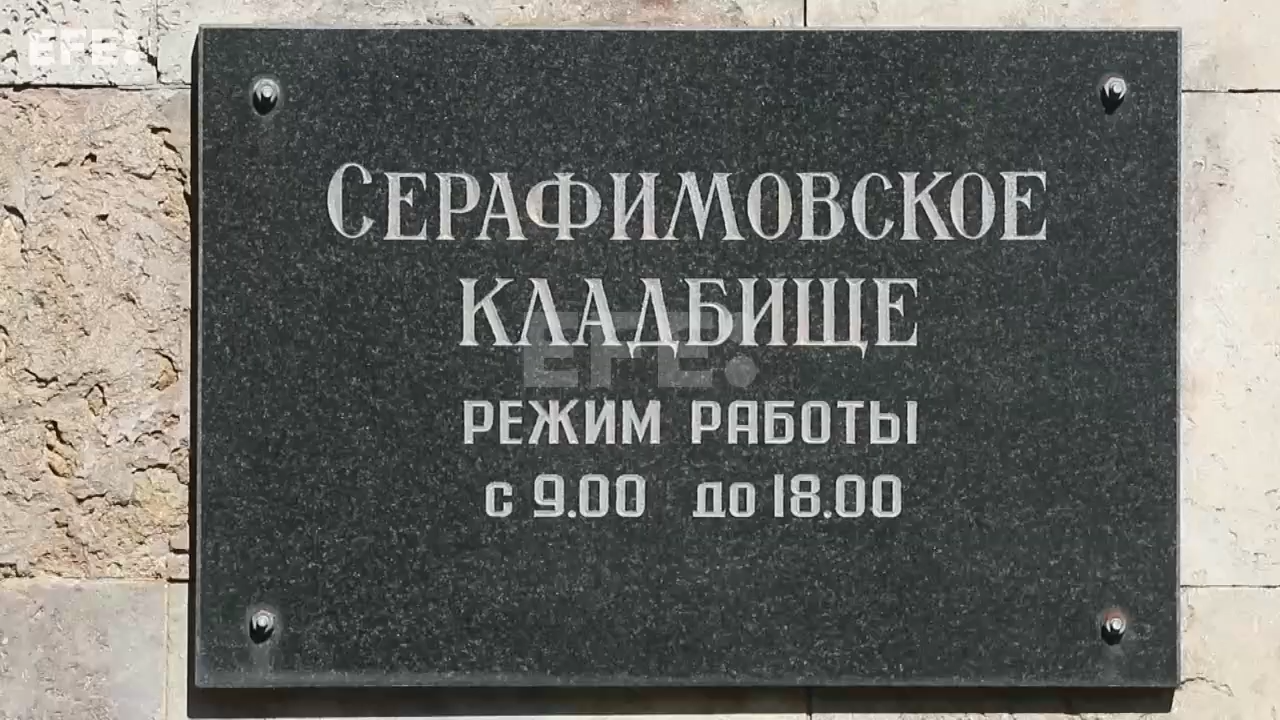 EFE:
СЕРАФИМОВСКОЕ
КЛАДБИЩЕ
EFE:
РЕЖИМ РАБОТЫ
с 9.00 до 18.00